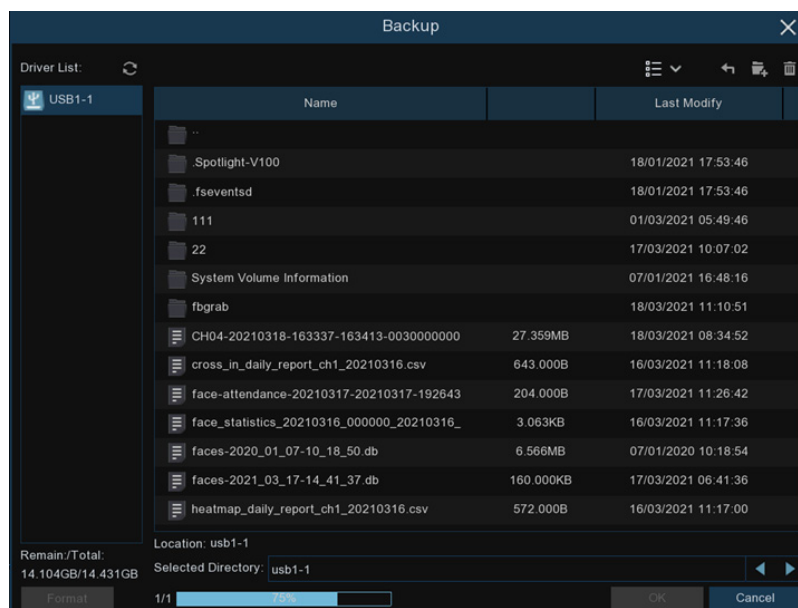 Backup
Driver List:
USB1-1
Name Last Modify
..
.Spotlight-V100 18/01/2021 17:53:46
.fseventsd 18/01/2021 17:53:46
111 01/03/2021 05:49:46
22 17/03/2021 10:07:02
System Volume Information 07/01/2021 16:48:16
fbgrab 18/03/2021 11:10:51
CH04-20210318-163337-163413-0030000000 27.359MB 18/03/2021 08:34:52
cross_in_daily_report_ch1_20210316.csv 643.000B 16/03/2021 11:18:08
face-attendance-20210317-20210317-192643 204.000B 17/03/2021 11:26:42
face_statistics_20210316_000000_20210316_ 3.063KB 16/03/2021 11:17:36
faces-2020_01_07-10_18_50.db 6.566MB 07/01/2020 10:18:54
faces-2021_03_17-14_41_37.db 160.000KB 17/03/2021 06:41:36
heatmap_daily_report_ch1_20210316.csv 572.000B 16/03/2021 11:17:00
Remain:/Total:
14.104GB/14.431GB
Format
Location: usb1-1
Selected Directory: usb1-1
1/1 75% OK Cancel